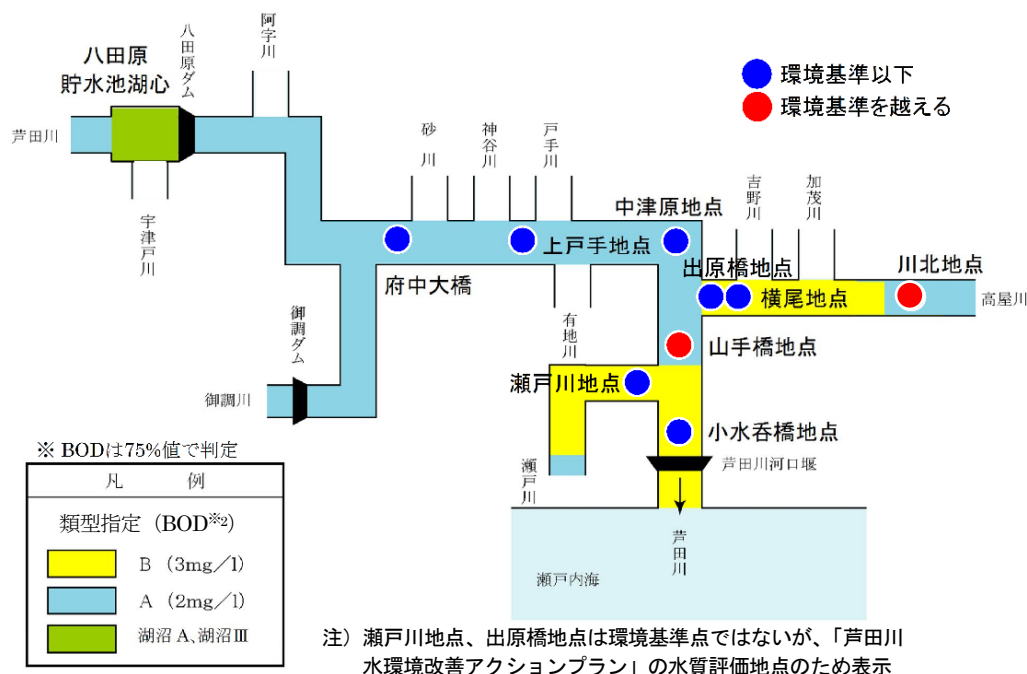 八田原
貯水池湖心
八田原ダム
阿字川
環境基準以下
環境基準を越える
芦田川
宇津戸川
砂川
神谷川
戸手川
中津原地点
吉野川
加茂川
上戸手地点
出原橋地点
川北地点
府中大橋
横尾地点
高屋川
御調ダム
有地川
山手橋地点
瀬戸川地点
御調川
小水呑橋地点
芦田川河口堰
瀬戸川
芦田川
瀬戸内海
※ BODは75%値で判定
凡　例
類型指定（BOD※2）
B（3mg／l）
A（2mg／l）
湖沼A、湖沼Ⅲ
注）瀬戸川地点、出原橋地点は環境基準点ではないが、「芦田川
水環境改善アクションプラン」の水質評価地点のため表示